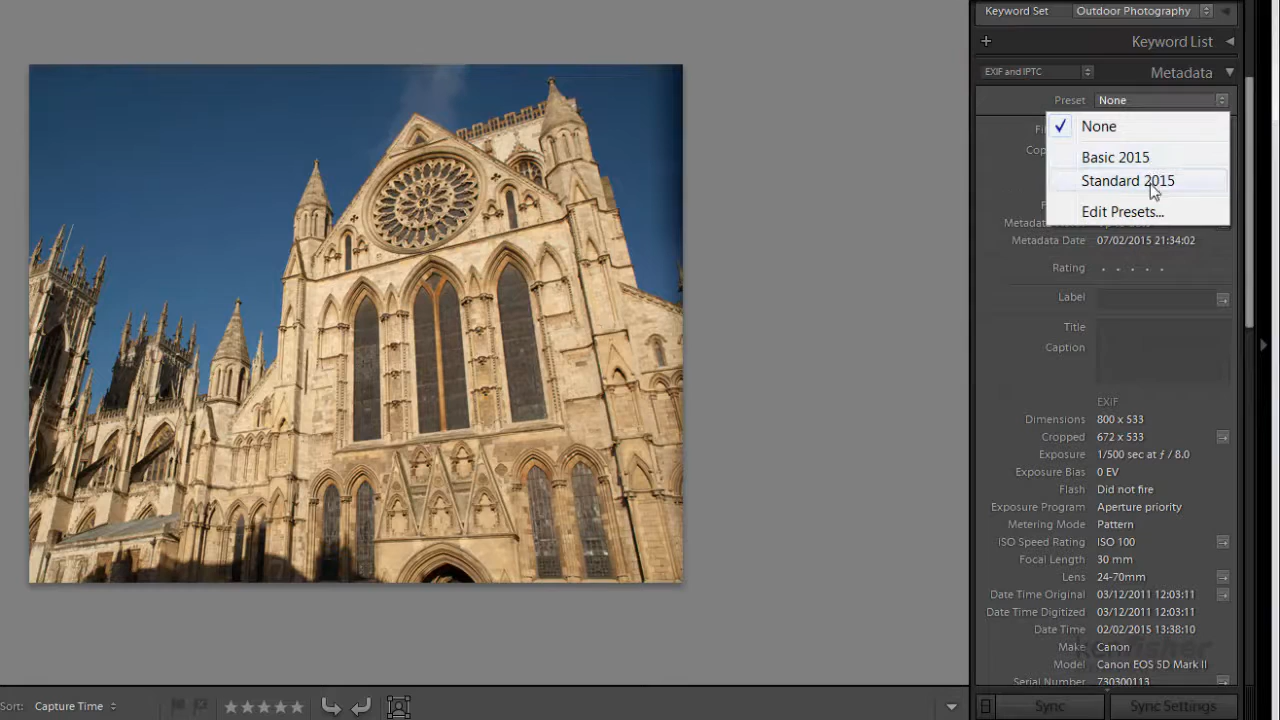 Keyword Set Outdoor Photography
+ Keyword List
EXIF and IPTC Metadata
Preset None
None
Basic 2015
Standard 2015
Edit Presets...
Metadata Date 07/02/2015 21:34:02
Rating
Label
Title
Caption
EXIF
Dimensions 800 x 533
Cropped 672 x 533
Exposure 1/500 sec at ƒ / 8.0
Exposure Bias 0 EV
Flash Did not fire
Exposure Program Aperture priority
Metering Mode Pattern
ISO Speed Rating ISO 100
Focal Length 30 mm
Lens 24-70mm
Date Time Original 03/12/2011 12:03:11
Date Time Digitized 03/12/2011 12:03:11
Date Time 02/02/2015 13:38:10
Make Canon
Model Canon EOS 5D Mark II
Serial Number 730300113
Sort: Capture Time
Sync Sync Settings